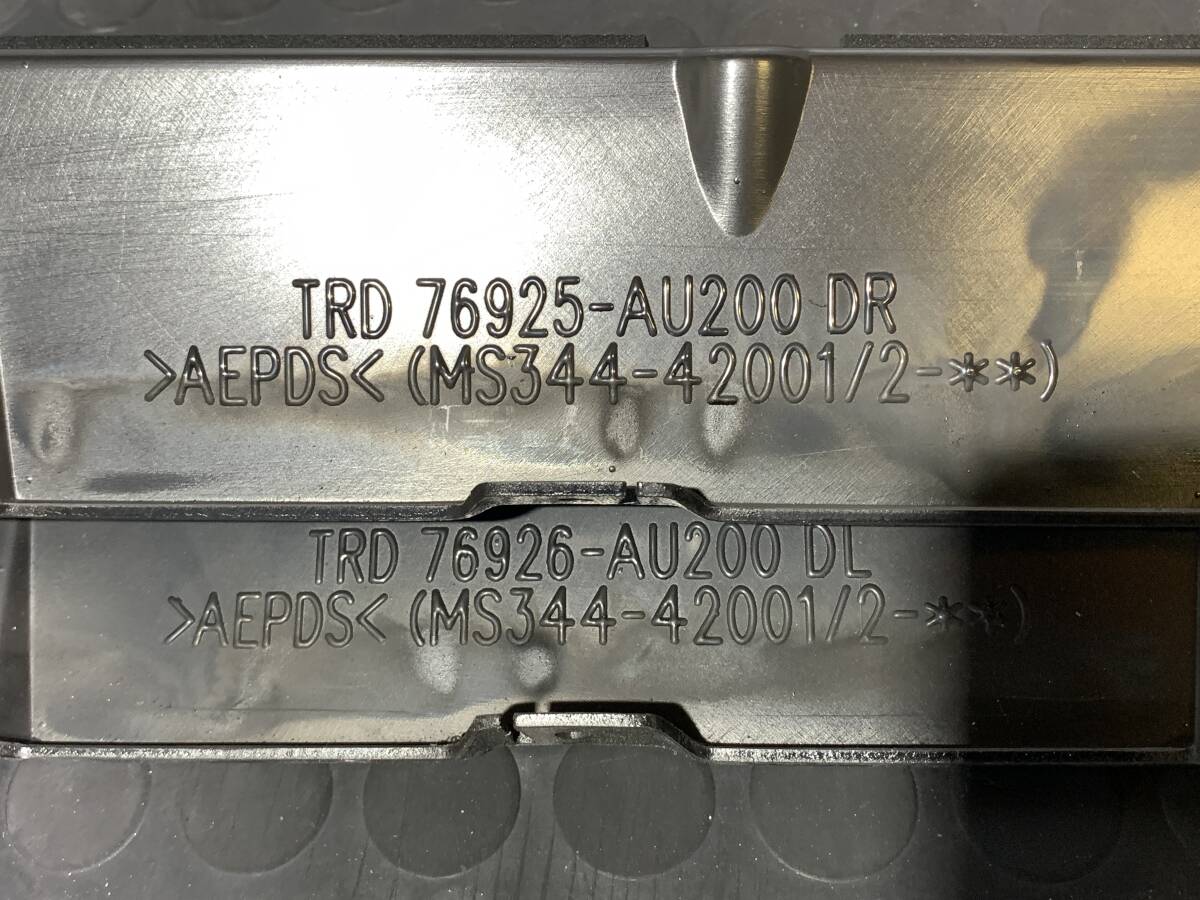 TRD 76925-AU200 DR
>AEPDS< (MS344-42001/2-**)
TRD 76926-AU200 DL
>AEPDS< (MS344-42001/2-**)